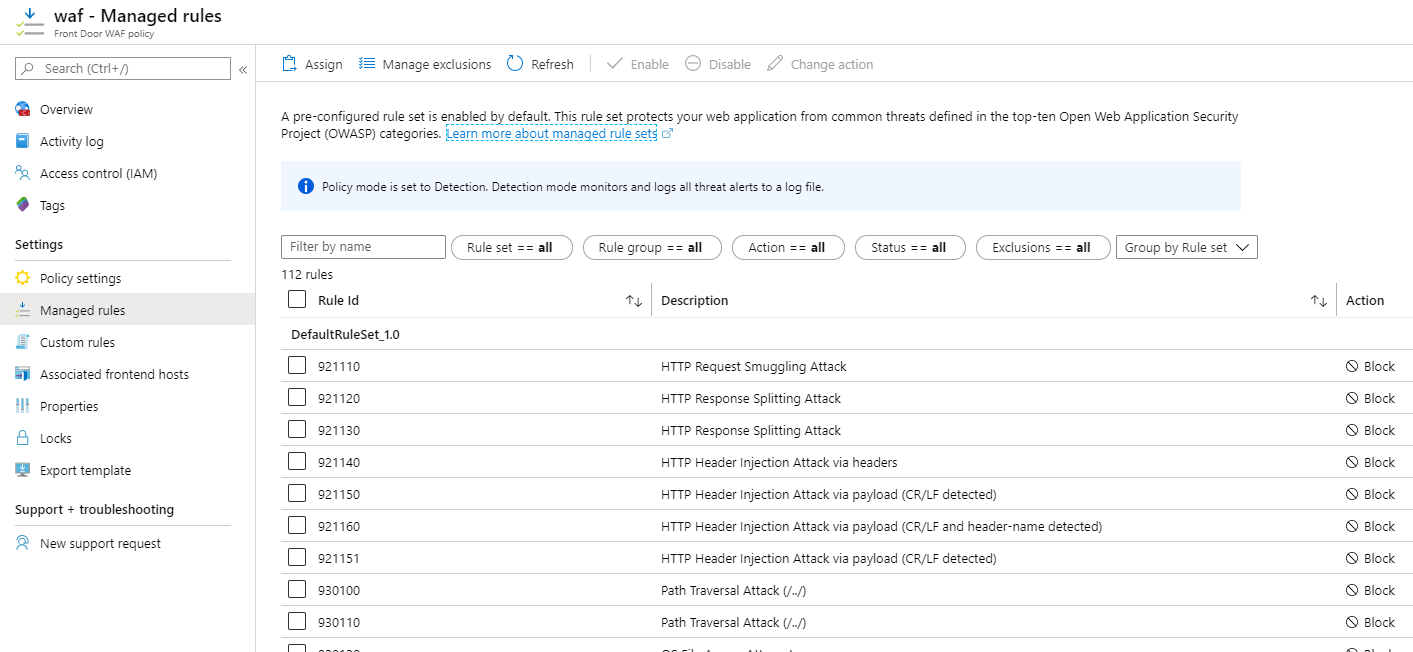 waf - Managed rules
Front Door WAF policy
Search (Ctrl+/)
«
Overview
Activity log
Access control (IAM)
Tags
Settings
Policy settings
Managed rules
Custom rules
Associated frontend hosts
Properties
Locks
Export template
Support + troubleshooting
New support request
Assign Manage exclusions Refresh Enable Disable Change action
A pre-configured rule set is enabled by default. This rule set protects your web application from common threats defined in the top-ten Open Web Application Security
Project (OWASP) categories. Learn more about managed rule sets
Policy mode is set to Detection. Detection mode monitors and logs all threat alerts to a log file.
Filter by name Rule set == all Rule group == all Action == all Status == all Exclusions == all Group by Rule set
112 rules
Rule Id Description Action
DefaultRuleSet_1.0
921110 HTTP Request Smuggling Attack Block
921120 HTTP Response Splitting Attack Block
921130 HTTP Response Splitting Attack Block
921140 HTTP Header Injection Attack via headers Block
921150 HTTP Header Injection Attack via payload (CR/LF detected) Block
921160 HTTP Header Injection Attack via payload (CR/LF and header-name detected) Block
921151 HTTP Header Injection Attack via payload (CR/LF detected) Block
930100 Path Traversal Attack (/../) Block
930110 Path Traversal Attack (/../) Block